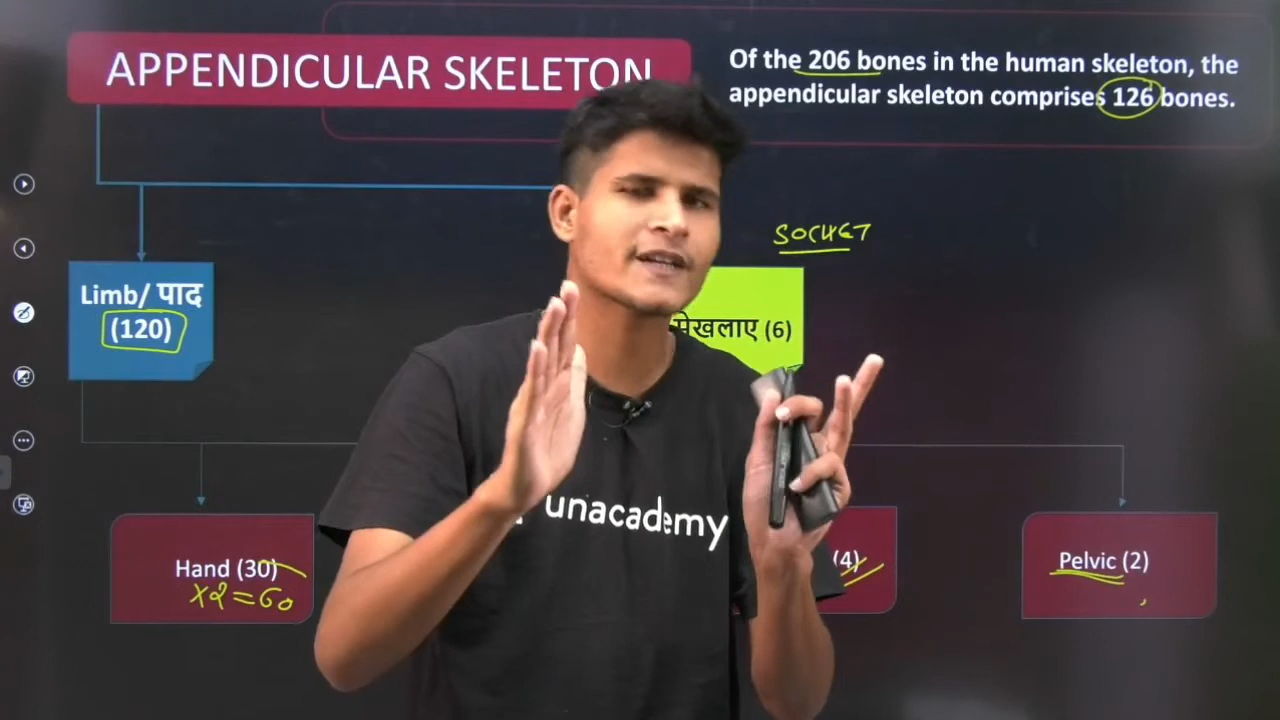 APPENDICULAR SKELETON
Of the 206 bones in the human skeleton, the
appendicular skeleton comprises 126 bones.
SOCKET
Limb/ पाद
(120)
मेखलाए (6)
unacademy
Hand (30)
x2=60
(4)
Pelvic (2)